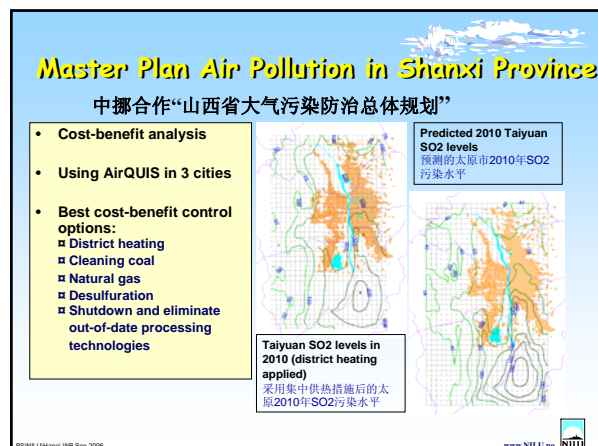 Master Plan Air Pollution in Shanxi Province
中挪合作“山西省大气污染防治总体规划”
• Cost-benefit analysis
• Using AirQUIS in 3 cities
• Best cost-benefit control
options:
¤ District heating
¤ Cleaning coal
¤ Natural gas
¤ Desulfuration
¤ Shutdown and eliminate
out-of-date processing
technologies
Predicted 2010 Taiyuan
SO2 levels
预测的太原市2010年SO2
污染水平
Taiyuan SO2 levels in
2010 (district heating
applied)
采用集中供热措施后的太
原2010年SO2污染水平
www.NILU.no
NILU